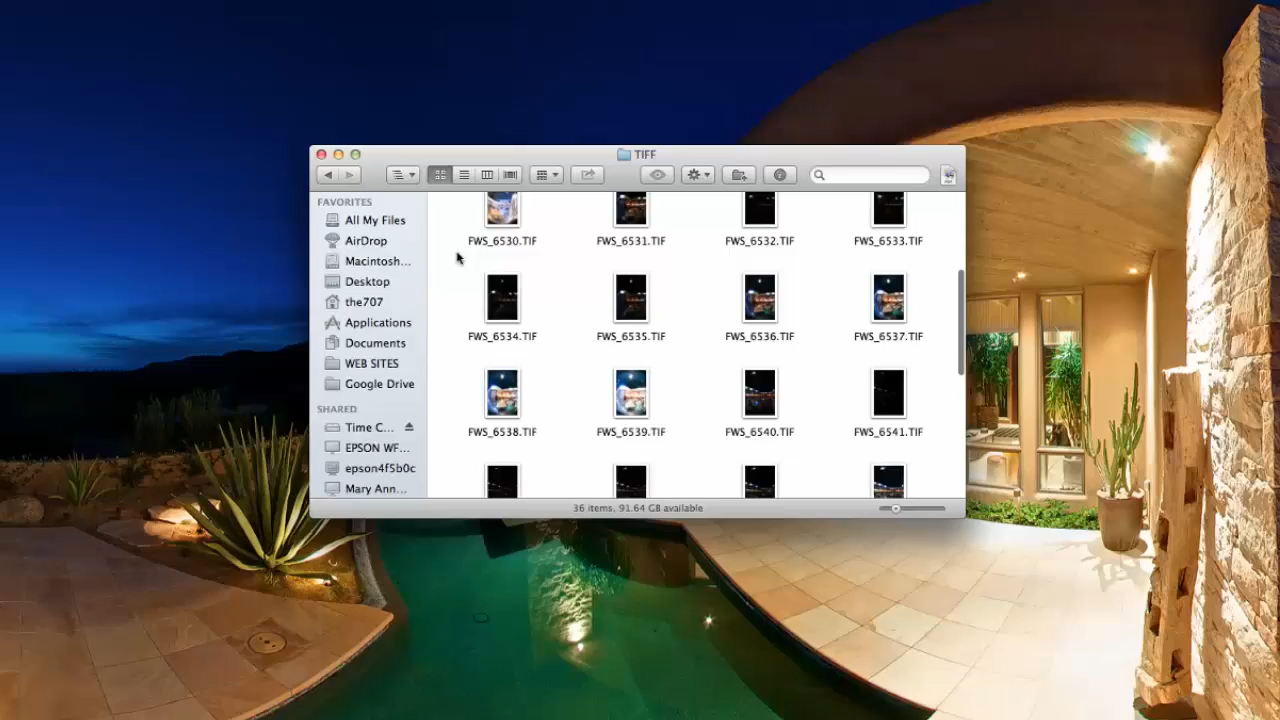 TIFF
FAVORITES
All My Files
AirDrop
Macintosh...
Desktop
the707
Applications
Documents
WEB SITES
Google Drive
SHARED
Time C...
EPSON WF...
epson4f5b0c
Mary Ann...
FWS_6530.TIF
FWS_6531.TIF
FWS_6532.TIF
FWS_6533.TIF
FWS_6534.TIF
FWS_6535.TIF
FWS_6536.TIF
FWS_6537.TIF
FWS_6538.TIF
FWS_6539.TIF
FWS_6540.TIF
FWS_6541.TIF
36 items, 91.64 GB available